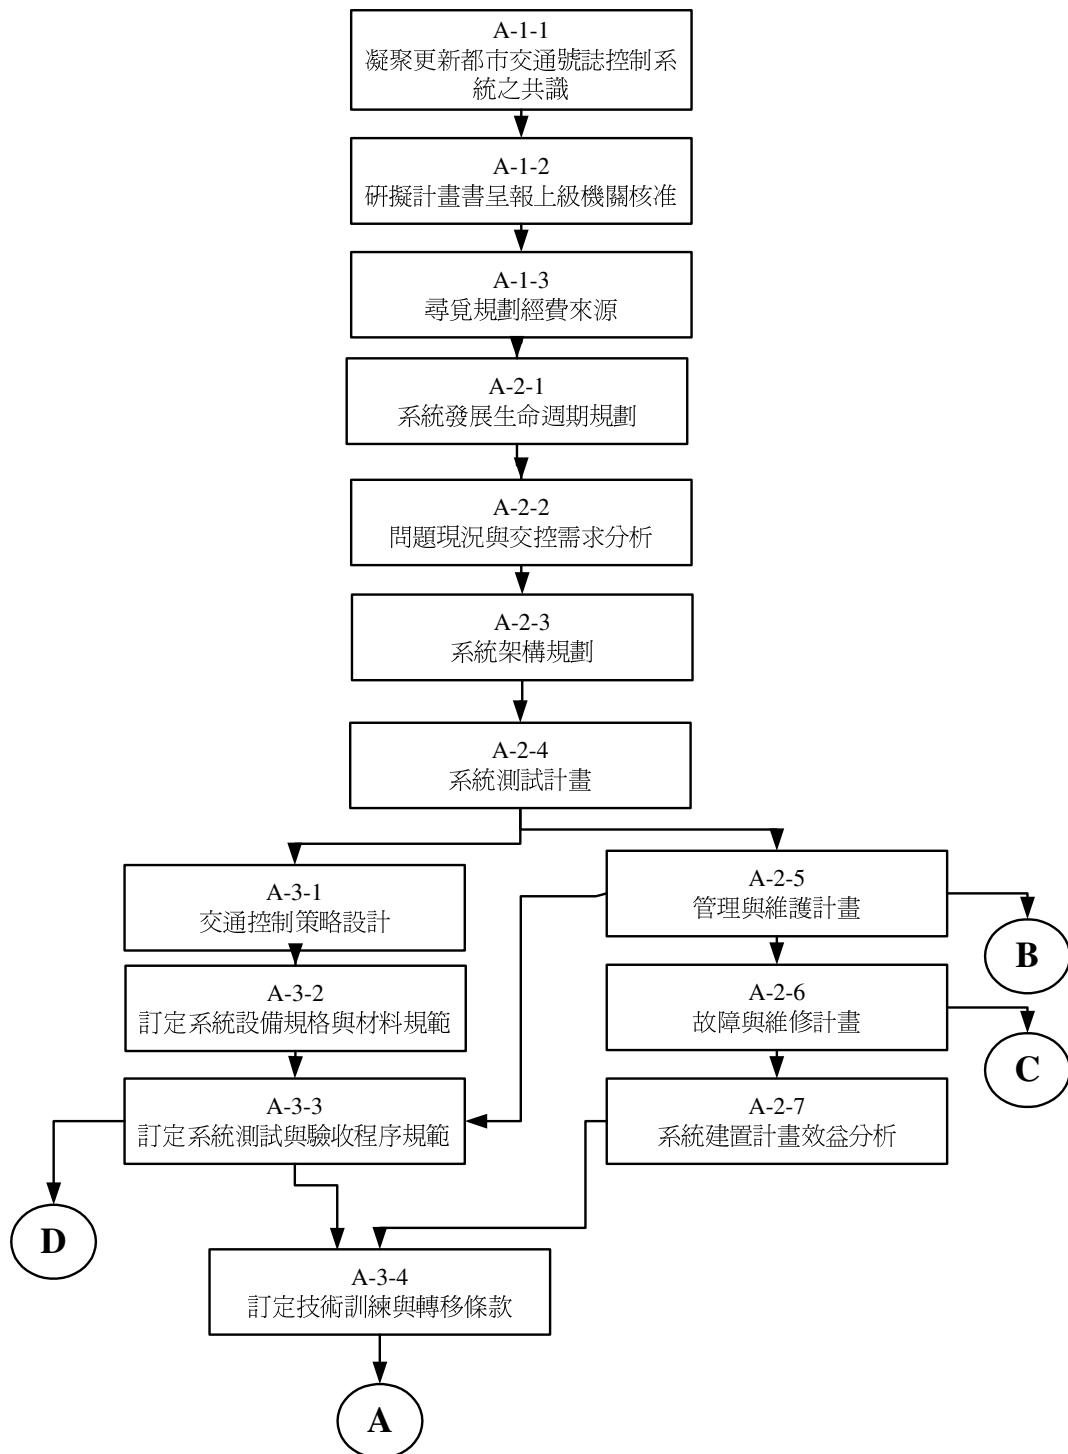 A-1-1
凝聚更新都市交通號誌控制系
統之共識
A-1-2
研擬計畫書呈報上級機關核准
A-1-3
尋覓規劃經費來源
A-2-1
系統發展生命週期規劃
A-2-2
問題現況與交控需求分析
A-2-3
系統架構規劃
A-2-4
系統測試計畫
A-3-1
交通控制策略設計
A-2-5
管理與維護計畫
B
A-3-2
訂定系統設備規格與材料規範
A-2-6
故障與維修計畫
C
A-3-3
訂定系統測試與驗收程序規範
A-2-7
系統建置計畫效益分析
D
A-3-4
訂定技術訓練與轉移條款
A